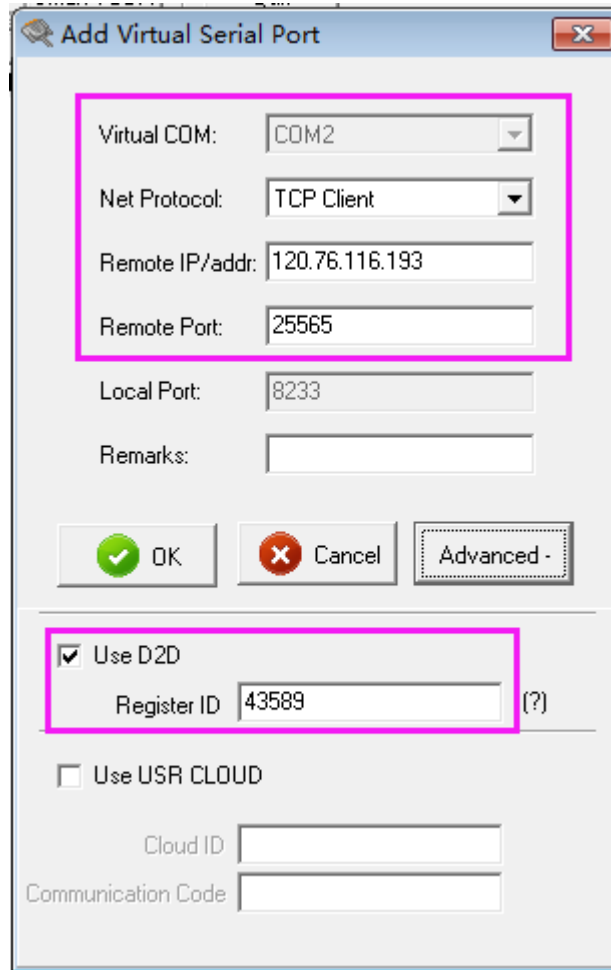 Add Virtual Serial Port
Virtual COM: COM2
Net Protocol: TCP Client
Remote IP/addr: 120.76.116.193
Remote Port: 25565
Local Port: 8233
Remarks:
OK Cancel Advanced -
Use D2D
Register ID 43589 (?)
Use USR CLOUD
Cloud ID
Communication Code